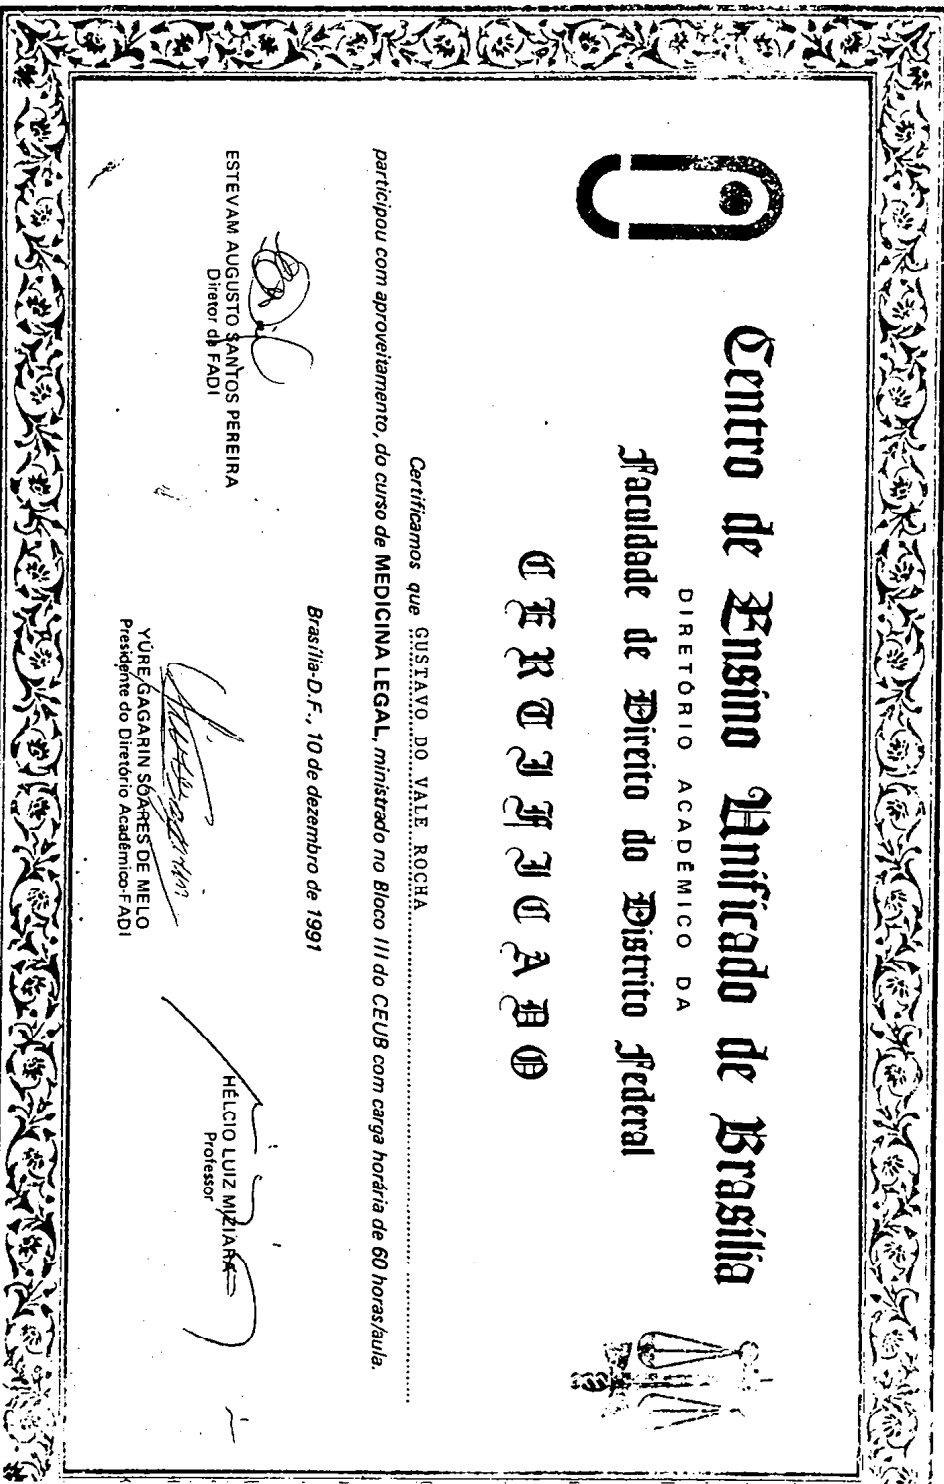 Centro de Ensino Unificado de Brasília
DIRETÓRIO ACADÊMICO DA
Faculdade de Direito do Distrito Federal
CERTIFICADO
Certificamos que GUSTAVO DO VALE ROCHA
participou com aproveitamento, do curso de MEDICINA LEGAL, ministrado no Bloco III do CEUB com carga horária de 60 horas/aula.
Brasília-D.F., 10 de dezembro de 1991
ESTEVAM AUGUSTO SANTOS PEREIRA
Diretor da FADI
YÚRE GAGARIN SOARES DE MELO
Presidente do Diretório Acadêmico-FADI
HÉLCIO LUIZ MIZIARA
Professor